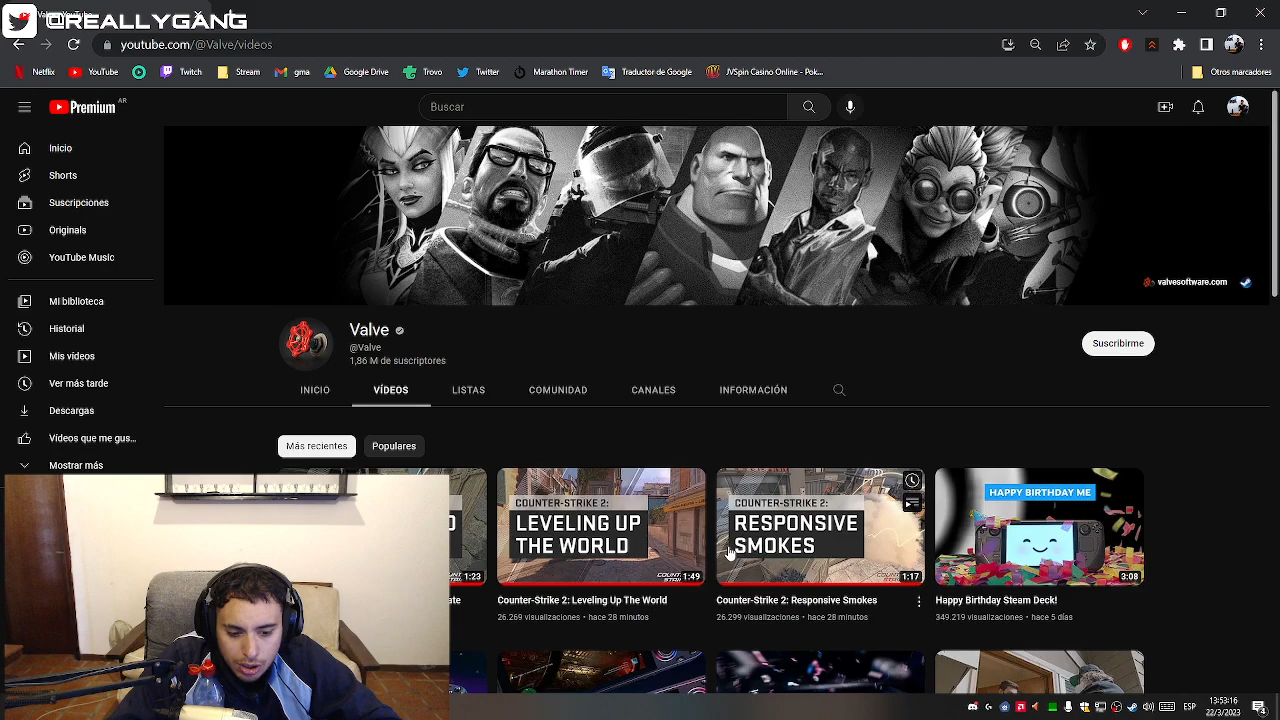 @REALLYGANG
youtube.com/@Valve/videos
Netflix
YouTube
Twitch
Stream
gma
Google Drive
Trovo
Twitter
Marathon Timer
Traductor de Google
JVSpin Casino Online - Pok...
Otros marcadores
Premium AR
Buscar
Inicio
Shorts
Suscripciones
Originals
YouTube Music
Mi biblioteca
Historial
Mis vídeos
Ver más tarde
Descargas
Vídeos que me gus...
Mostrar más
valvesoftware.com
Valve
@Valve
1,86 M de suscriptores
Suscribirme
INICIO
VÍDEOS
LISTAS
COMUNIDAD
CANALES
INFORMACIÓN
Más recientes
Populares
1:23
COUNTER-STRIKE 2:
LEVELING UP
THE WORLD
1:49
COUNTER-STRIKE 2:
RESPONSIVE
SMOKES
1:17
HAPPY BIRTHDAY ME
3:08
Counter-Strike 2: Leveling Up The World
26.269 visualizaciones • hace 28 minutos
Counter-Strike 2: Responsive Smokes
26.299 visualizaciones • hace 28 minutos
Happy Birthday Steam Deck!
349.219 visualizaciones • hace 5 días
ESP
13:53:16
22/3/2023